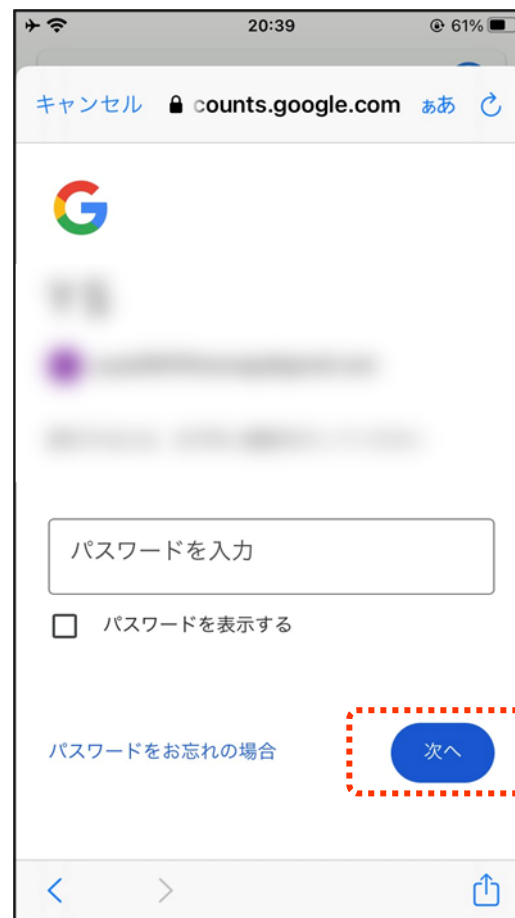 20:39
61%
キャンセル
counts.google.com
ぁあ
パスワードを入力
パスワードを表示する
パスワードをお忘れの場合
次へ